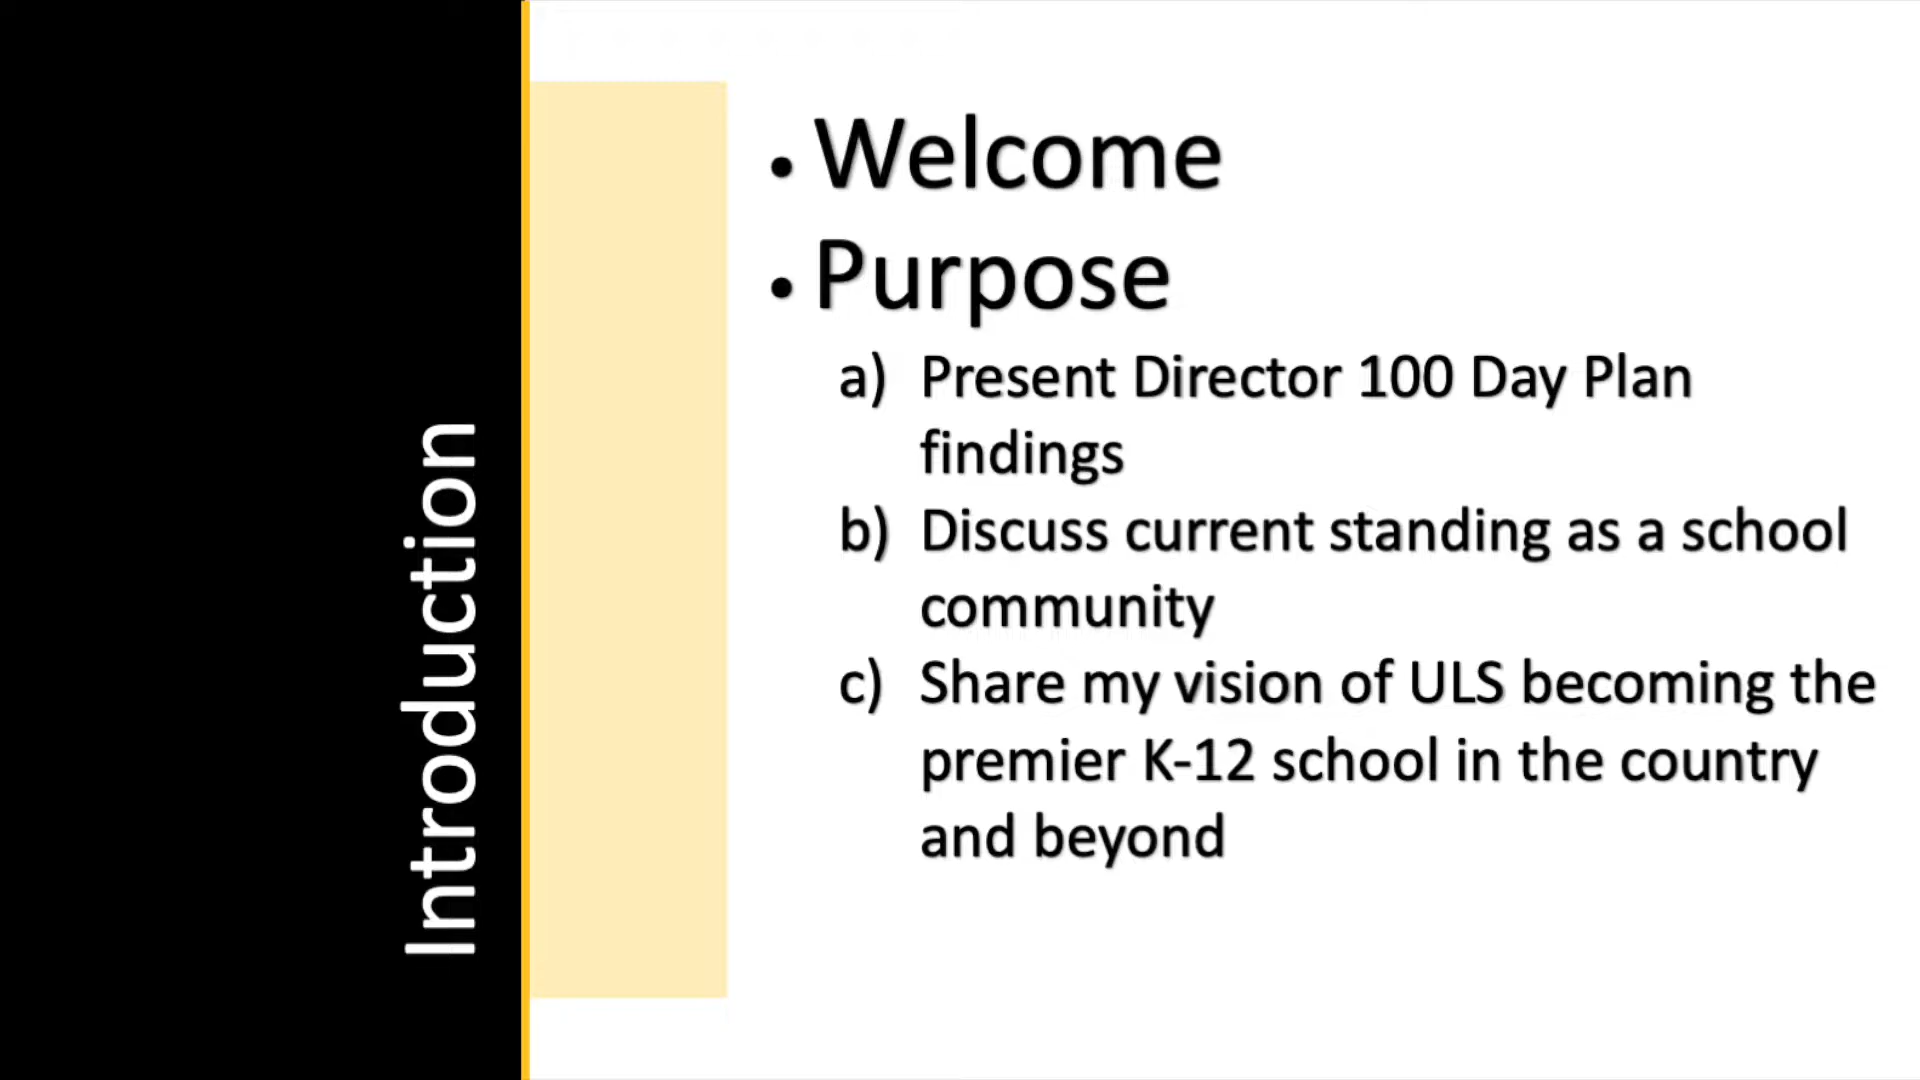 Introduction
• Welcome
• Purpose
a) Present Director 100 Day Plan
findings
b) Discuss current standing as a school
community
c) Share my vision of ULS becoming the
premier K-12 school in the country
and beyond